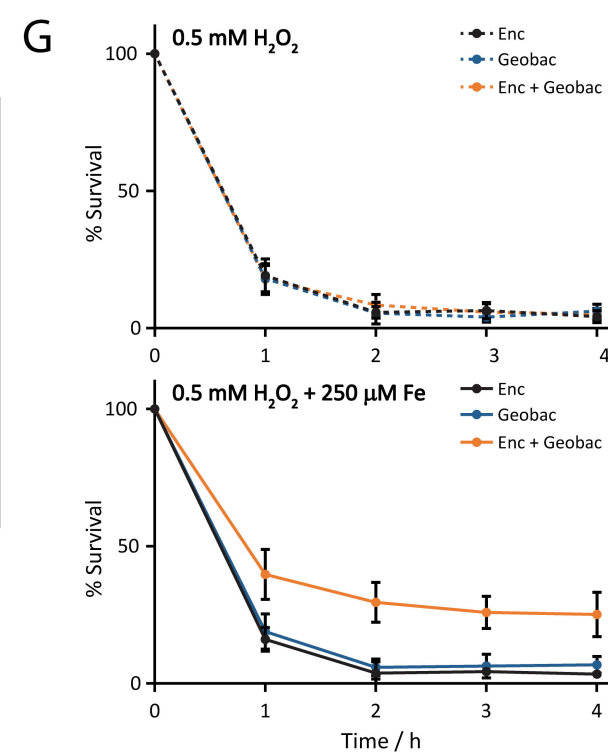 G
0.5 mM H₂O₂
Enc
Geobac
Enc + Geobac
100
50
0
% Survival
0 1 2 3 4
0.5 mM H₂O₂ + 250 μM Fe
Enc
Geobac
Enc + Geobac
100
50
0
% Survival
0 1 2 3 4
Time / h